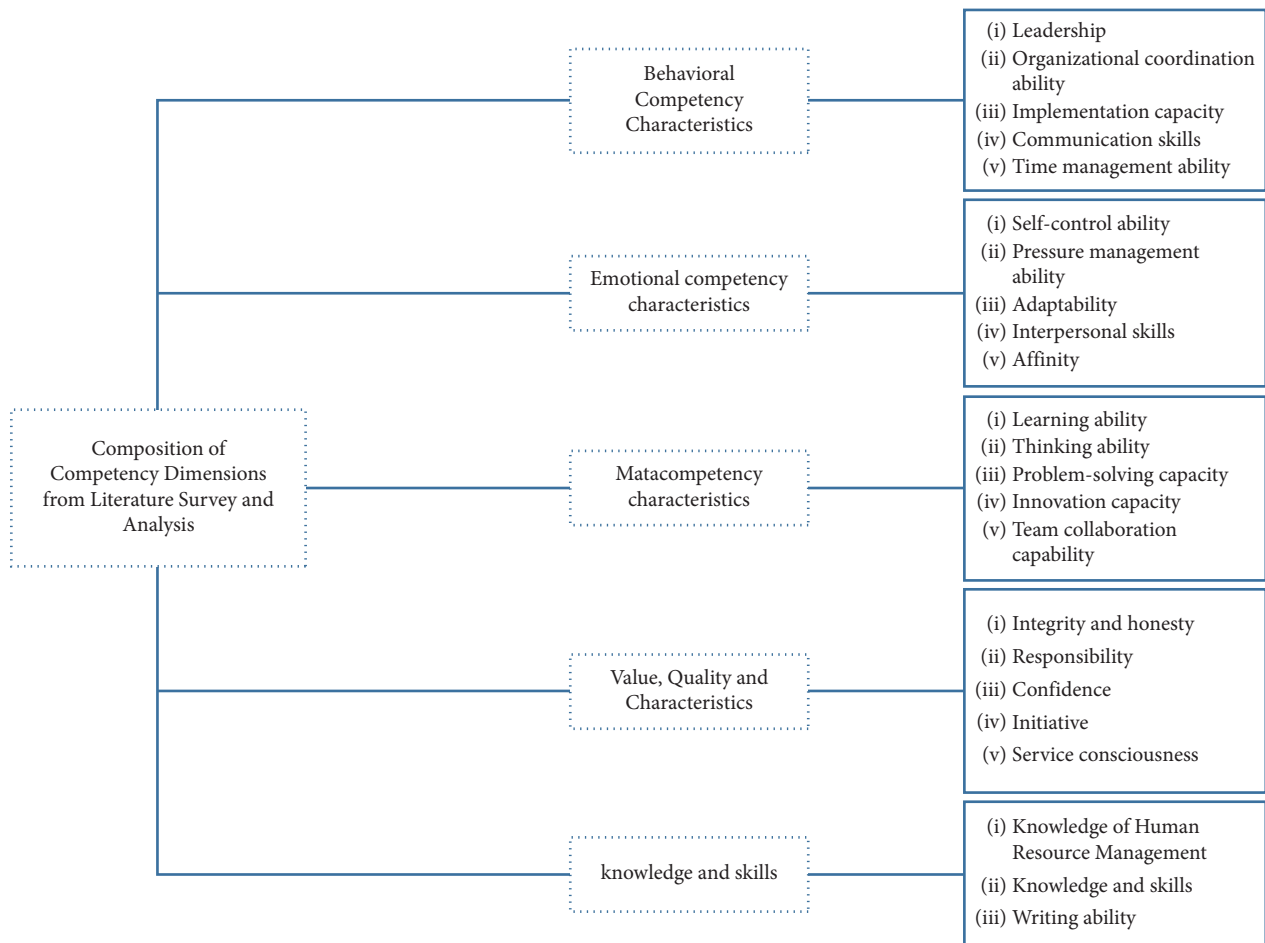 Composition of
Competency Dimensions
from Literature Survey and
Analysis
Behavioral
Competency
Characteristics
(i) Leadership
(ii) Organizational coordination
ability
(iii) Implementation capacity
(iv) Communication skills
(v) Time management ability
Emotional competency
characteristics
(i) Self-control ability
(ii) Pressure management
ability
(iii) Adaptability
(iv) Interpersonal skills
(v) Affinity
Matacompetency
characteristics
(i) Learning ability
(ii) Thinking ability
(iii) Problem-solving capacity
(iv) Innovation capacity
(v) Team collaboration
capability
Value, Quality and
Characteristics
(i) Integrity and honesty
(ii) Responsibility
(iii) Confidence
(iv) Initiative
(v) Service consciousness
knowledge and skills
(i) Knowledge of Human
Resource Management
(ii) Knowledge and skills
(iii) Writing ability